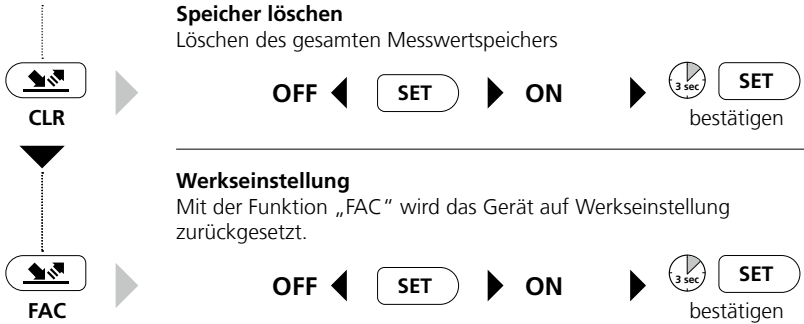 Speicher löschen
Löschen des gesamten Messwertspeichers
CLR
OFF SET ON 3 sec SET
bestätigen
Werkseinstellung
Mit der Funktion „FAC“ wird das Gerät auf Werkseinstellung
zurückgesetzt.
FAC
OFF SET ON 3 sec SET
bestätigen